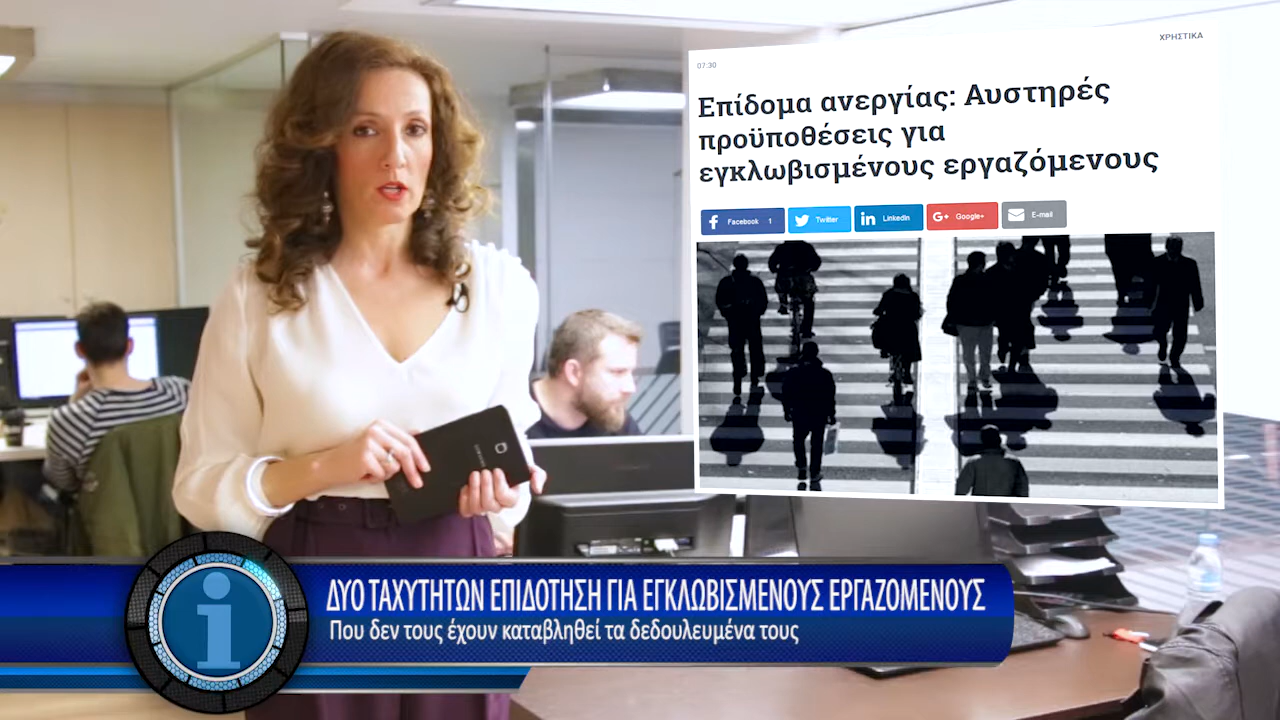 ΧΡΗΣΤΙΚΑ
07:30
Επίδομα ανεργίας: Αυστηρές
προϋποθέσεις για
εγκλωβισμένους εργαζόμενους
Facebook 1
Twitter
LinkedIn
Google+
E-mail
SAMSUNG
ΔΥΟ ΤΑΧΥΤΗΤΩΝ ΕΠΙΔΟΤΗΣΗ ΓΙΑ ΕΓΚΛΩΒΙΣΜΕΝΟΥΣ ΕΡΓΑΖΟΜΕΝΟΥΣ
Που δεν τους έχουν καταβληθεί τα δεδουλευμένα τους